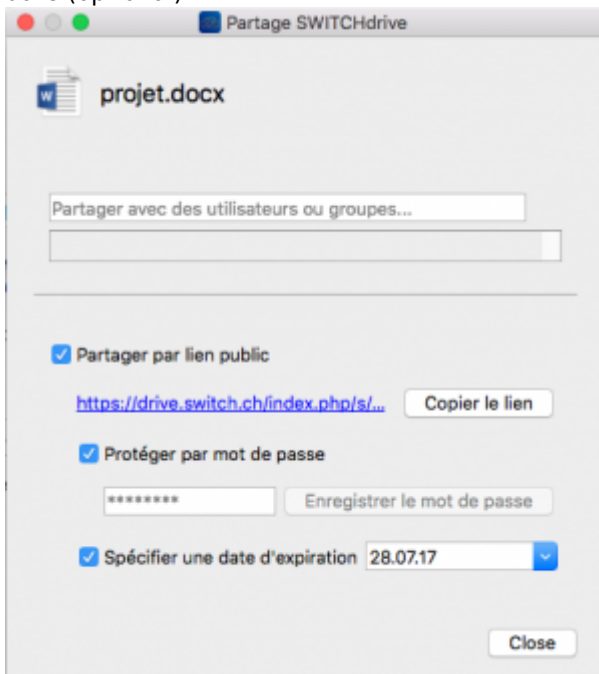 Partage SWITCHdrive
projet.docx
Partager avec des utilisateurs ou groupes...
Partager par lien public
https://drive.switch.ch/index.php/s/... Copier le lien
Protéger par mot de passe
******** Enregistrer le mot de passe
Spécifier une date d'expiration 28.07.17
Close